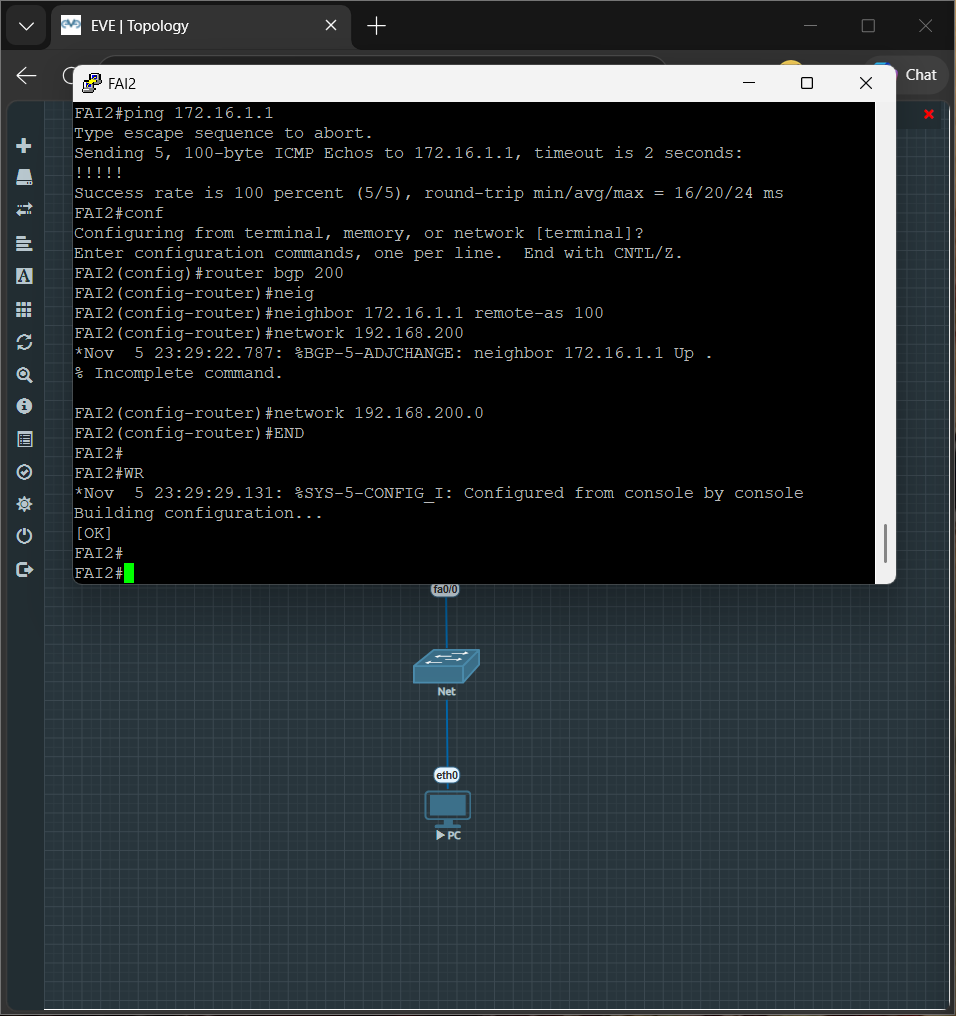 EVE | Topology
Chat
FAI2
FAI2#ping 172.16.1.1
Type escape sequence to abort.
Sending 5, 100-byte ICMP Echos to 172.16.1.1, timeout is 2 seconds:
!!!!!
Success rate is 100 percent (5/5), round-trip min/avg/max = 16/20/24 ms
FAI2#conf
Configuring from terminal, memory, or network [terminal]?
Enter configuration commands, one per line.  End with CNTL/Z.
FAI2(config)#router bgp 200
FAI2(config-router)#neig
FAI2(config-router)#neighbor 172.16.1.1 remote-as 100
FAI2(config-router)#network 192.168.200
*Nov  5 23:29:22.787: %BGP-5-ADJCHANGE: neighbor 172.16.1.1 Up .
% Incomplete command.
FAI2(config-router)#network 192.168.200.0
FAI2(config-router)#END
FAI2#
FAI2#WR
*Nov  5 23:29:29.131: %SYS-5-CONFIG_I: Configured from console by console
Building configuration...
[OK]
FAI2#
FAI2#
fa0/0
Net
eth0
PC